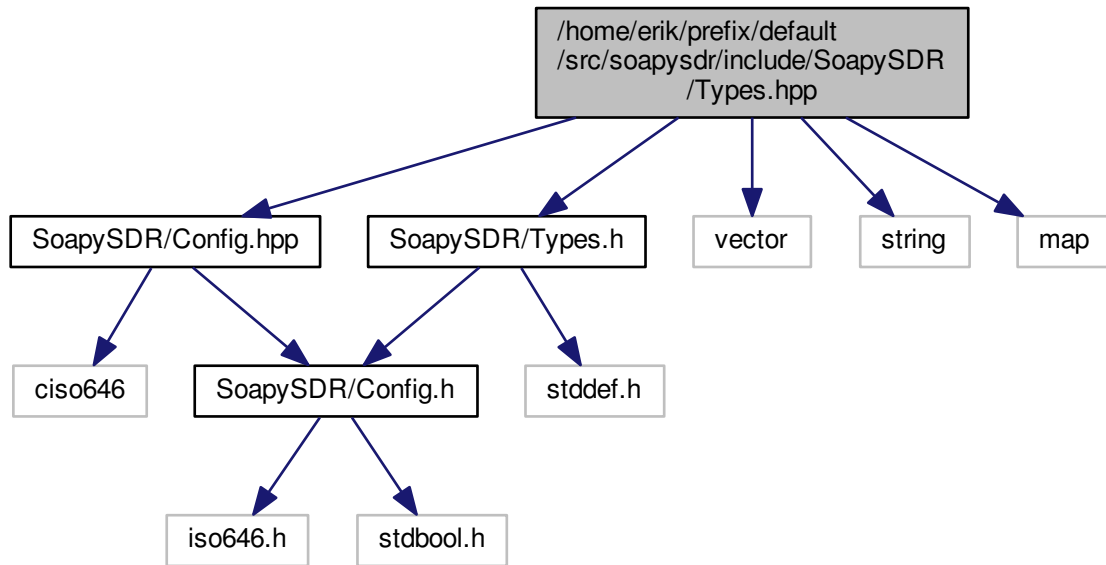 /home/erik/prefix/default
/src/soapysdr/include/SoapySDR
/Types.hpp
SoapySDR/Config.hpp
SoapySDR/Types.h
vector
string
map
ciso646
SoapySDR/Config.h
stddef.h
iso646.h
stdbool.h